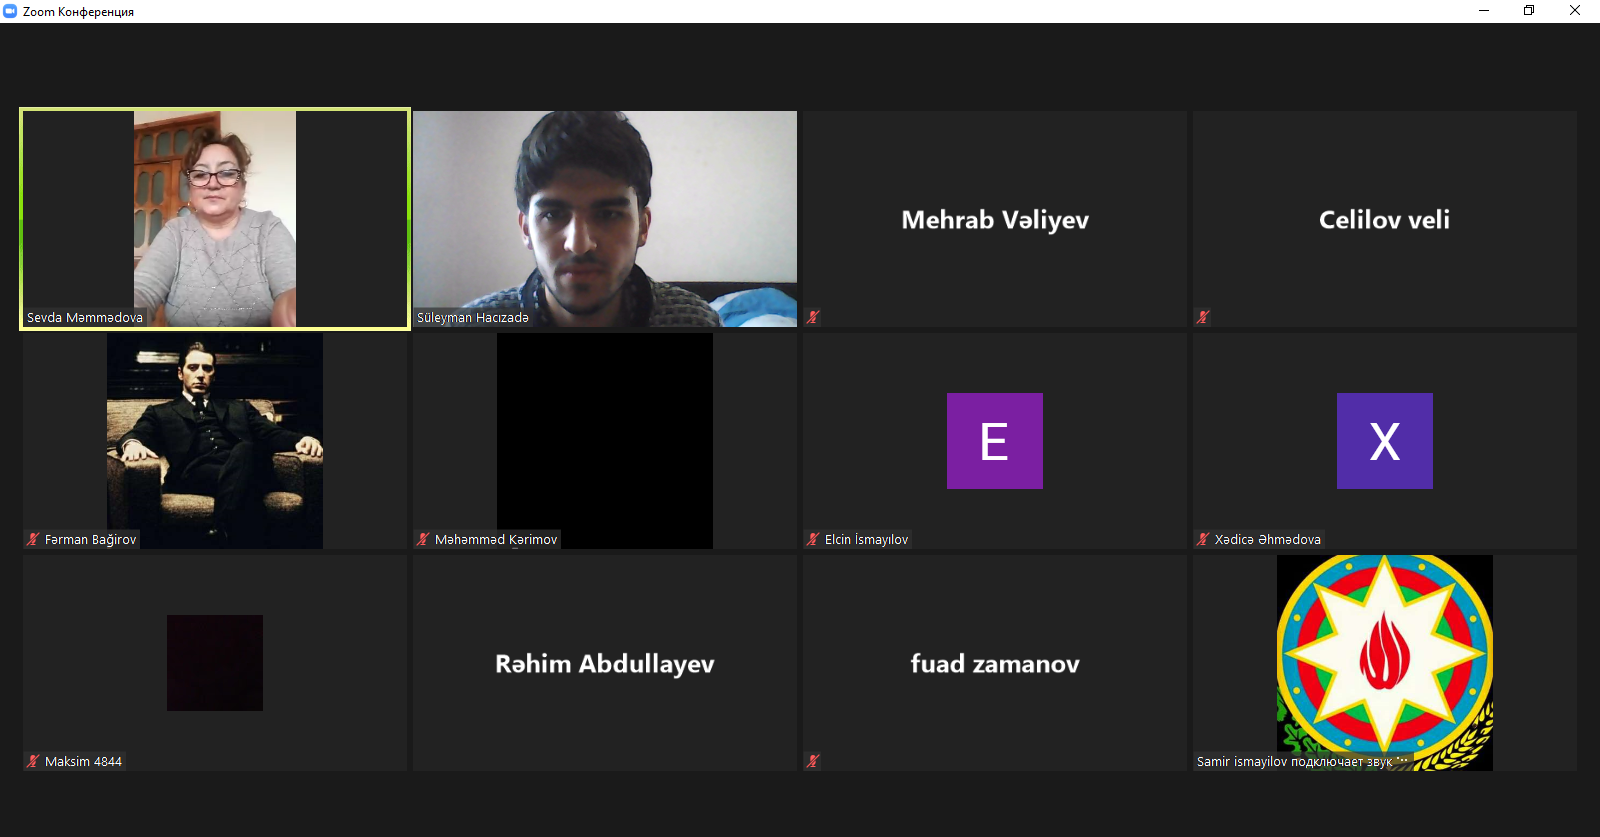 Zoom Конференция
Sevda Məmmədova
Süleyman Hacızadə
Mehrab Vəliyev
Celilov veli
Fərman Bağirov
Məhəmməd Kərimov
E
Elcin İsmayılov
X
Xədicə Əhmədova
Maksim 4844
Rəhim Abdullayev
fuad zamanov
Samir ismayilov подключает звук ···